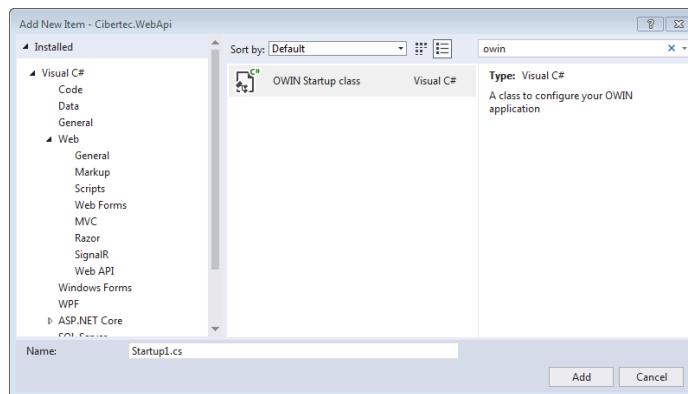 Add New Item - Cibertec.WebApi
Installed
Sort by: Default
owin
Visual C#
Code
Data
General
Web
General
Markup
Scripts
Web Forms
MVC
Razor
SignalR
Web API
Windows Forms
WPF
ASP.NET Core
SQL Server
C#
OWIN Startup class Visual C#
Type: Visual C#
A class to configure your OWIN
application
Name: Startup1.cs
Add Cancel